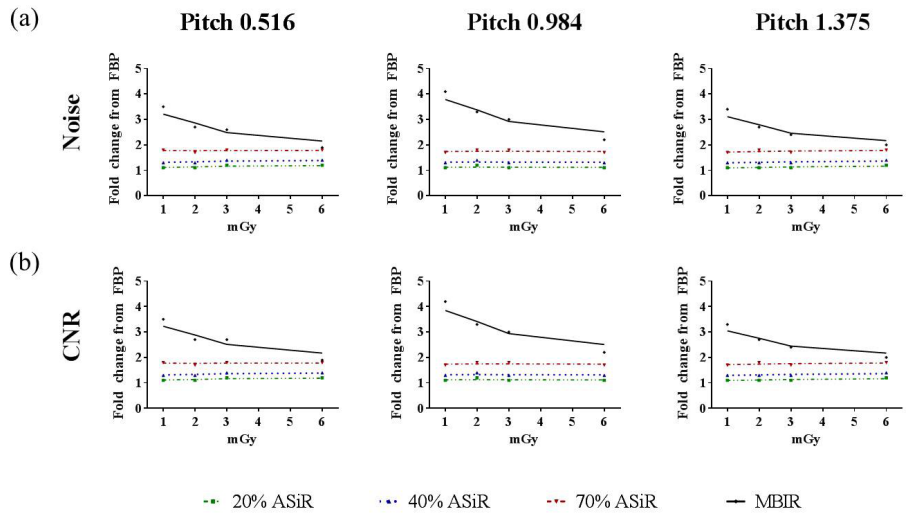 (a)
Pitch 0.516 Pitch 0.984 Pitch 1.375
Noise
Fold change from FBP
5
4
3
2
1
0
1 2 3 4 5 6
mGy
Fold change from FBP
5
4
3
2
1
0
1 2 3 4 5 6
mGy
Fold change from FBP
5
4
3
2
1
0
1 2 3 4 5 6
mGy
(b)
CNR
Fold change from FBP
5
4
3
2
1
0
1 2 3 4 5 6
mGy
Fold change from FBP
5
4
3
2
1
0
1 2 3 4 5 6
mGy
Fold change from FBP
5
4
3
2
1
0
1 2 3 4 5 6
mGy
20% ASiR 40% ASiR 70% ASiR MBIR